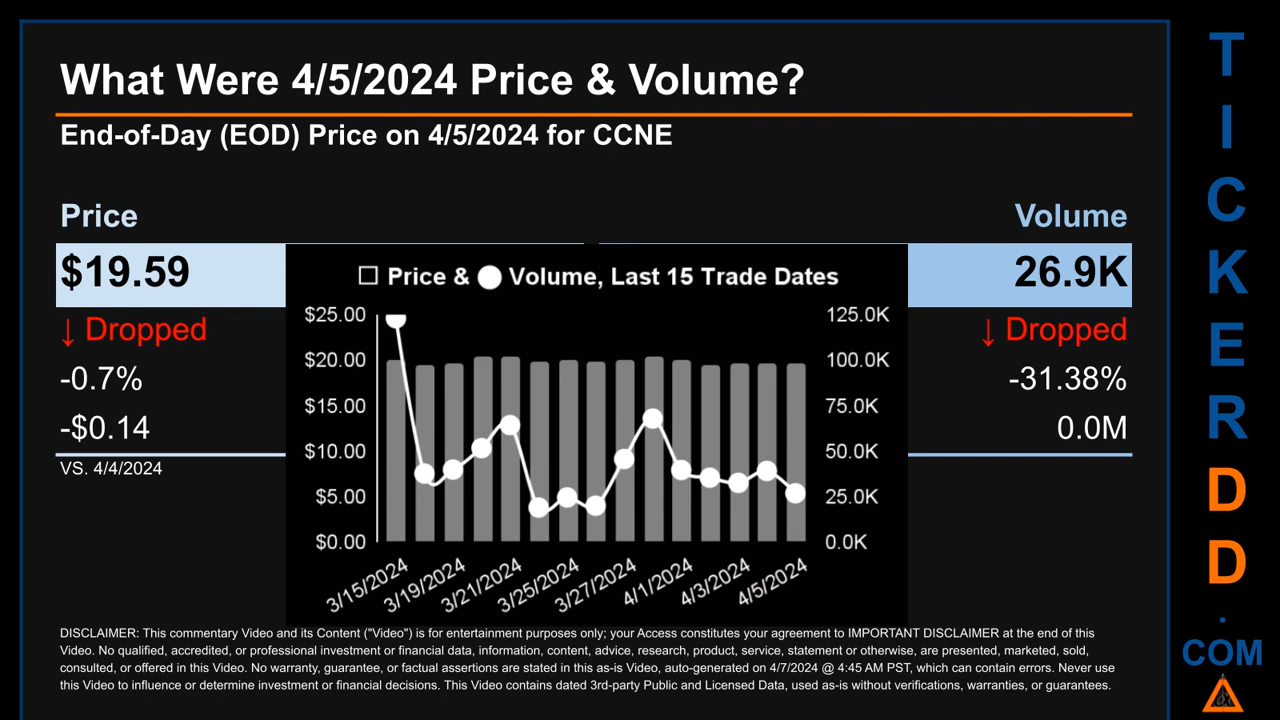 What Were 4/5/2024 Price & Volume?
End-of-Day (EOD) Price on 4/5/2024 for CCNE
Price
Volume
$19.59
26.9K
↓ Dropped
↓ Dropped
-0.7%
-31.38%
-$0.14
0.0M
VS. 4/4/2024
Price & Volume, Last 15 Trade Dates
$25.00
$20.00
$15.00
$10.00
$5.00
$0.00
125.0K
100.0K
75.0K
50.0K
25.0K
0.0K
3/15/2024
3/19/2024
3/21/2024
3/25/2024
3/27/2024
4/1/2024
4/3/2024
4/5/2024
DISCLAIMER: This commentary Video and its Content ("Video") is for entertainment purposes only; your Access constitutes your agreement to IMPORTANT DISCLAIMER at the end of this
Video. No qualified, accredited, or professional investment or financial data, information, content, advice, research, product, service, statement or otherwise, are presented, marketed, sold,
consulted, or offered in this Video. No warranty, guarantee, or factual assertions are stated in this as-is Video, auto-generated on 4/7/2024 @ 4:45 AM PST, which can contain errors. Never use
this Video to influence or determine investment or financial decisions. This Video contains dated 3rd-party Public and Licensed Data, used as-is without verifications, warranties, or guarantees.
T
I
C
K
E
R
D
D
.
COM